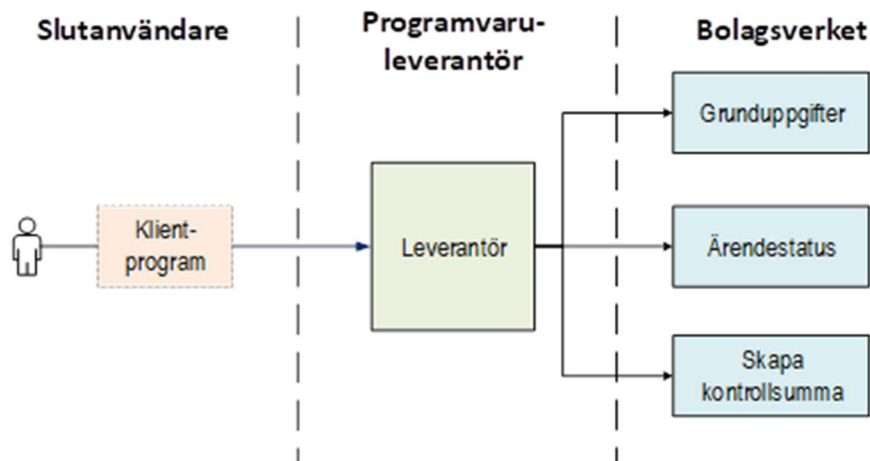 Slutanvändare
Programvaru-
leverantör
Bolagsverket
Klient-
program
Leverantör
Grunduppgifter
Ärendestatus
Skapa
kontrollsumma